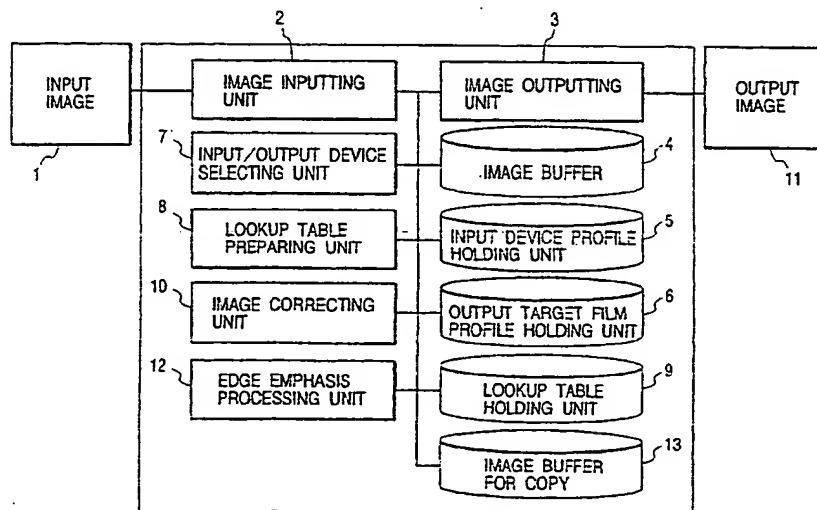 2
3
INPUT
IMAGE
1
IMAGE INPUTTING
UNIT
IMAGE OUTPUTTING
UNIT
OUTPUT
IMAGE
11
7
INPUT/OUTPUT DEVICE
SELECTING UNIT
IMAGE BUFFER
4
8
LOOKUP TABLE
PREPARING UNIT
INPUT DEVICE PROFILE
HOLDING UNIT
5
10
IMAGE CORRECTING
UNIT
OUTPUT TARGET FILM
PROFILE HOLDING UNIT
6
12
EDGE EMPHASIS
PROCESSING UNIT
LOOKUP TABLE
HOLDING UNIT
9
IMAGE BUFFER
FOR COPY
13